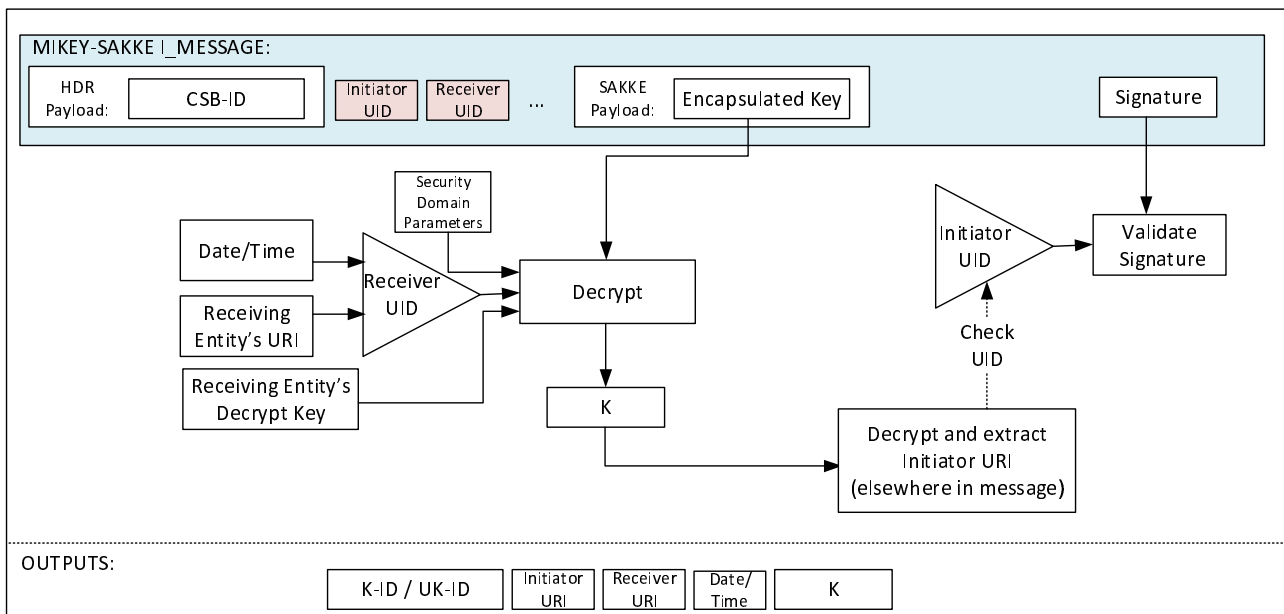 MIKEY-SAKKE I_MESSAGE:
HDR
Payload:
CSB-ID
Initiator
UID
Receiver
UID
...
SAKKE
Payload:
Encapsulated Key
Signature
Security
Domain
Parameters
Date/Time
Receiving
Entity’s URI
Receiver
UID
Receiving Entity’s
Decrypt Key
Decrypt
K
Initiator
UID
Validate
Signature
Check
UID
Decrypt and extract
Initiator URI
(elsewhere in message)
OUTPUTS:
K-ID / UK-ID
Initiator
URI
Receiver
URI
Date/
Time
K